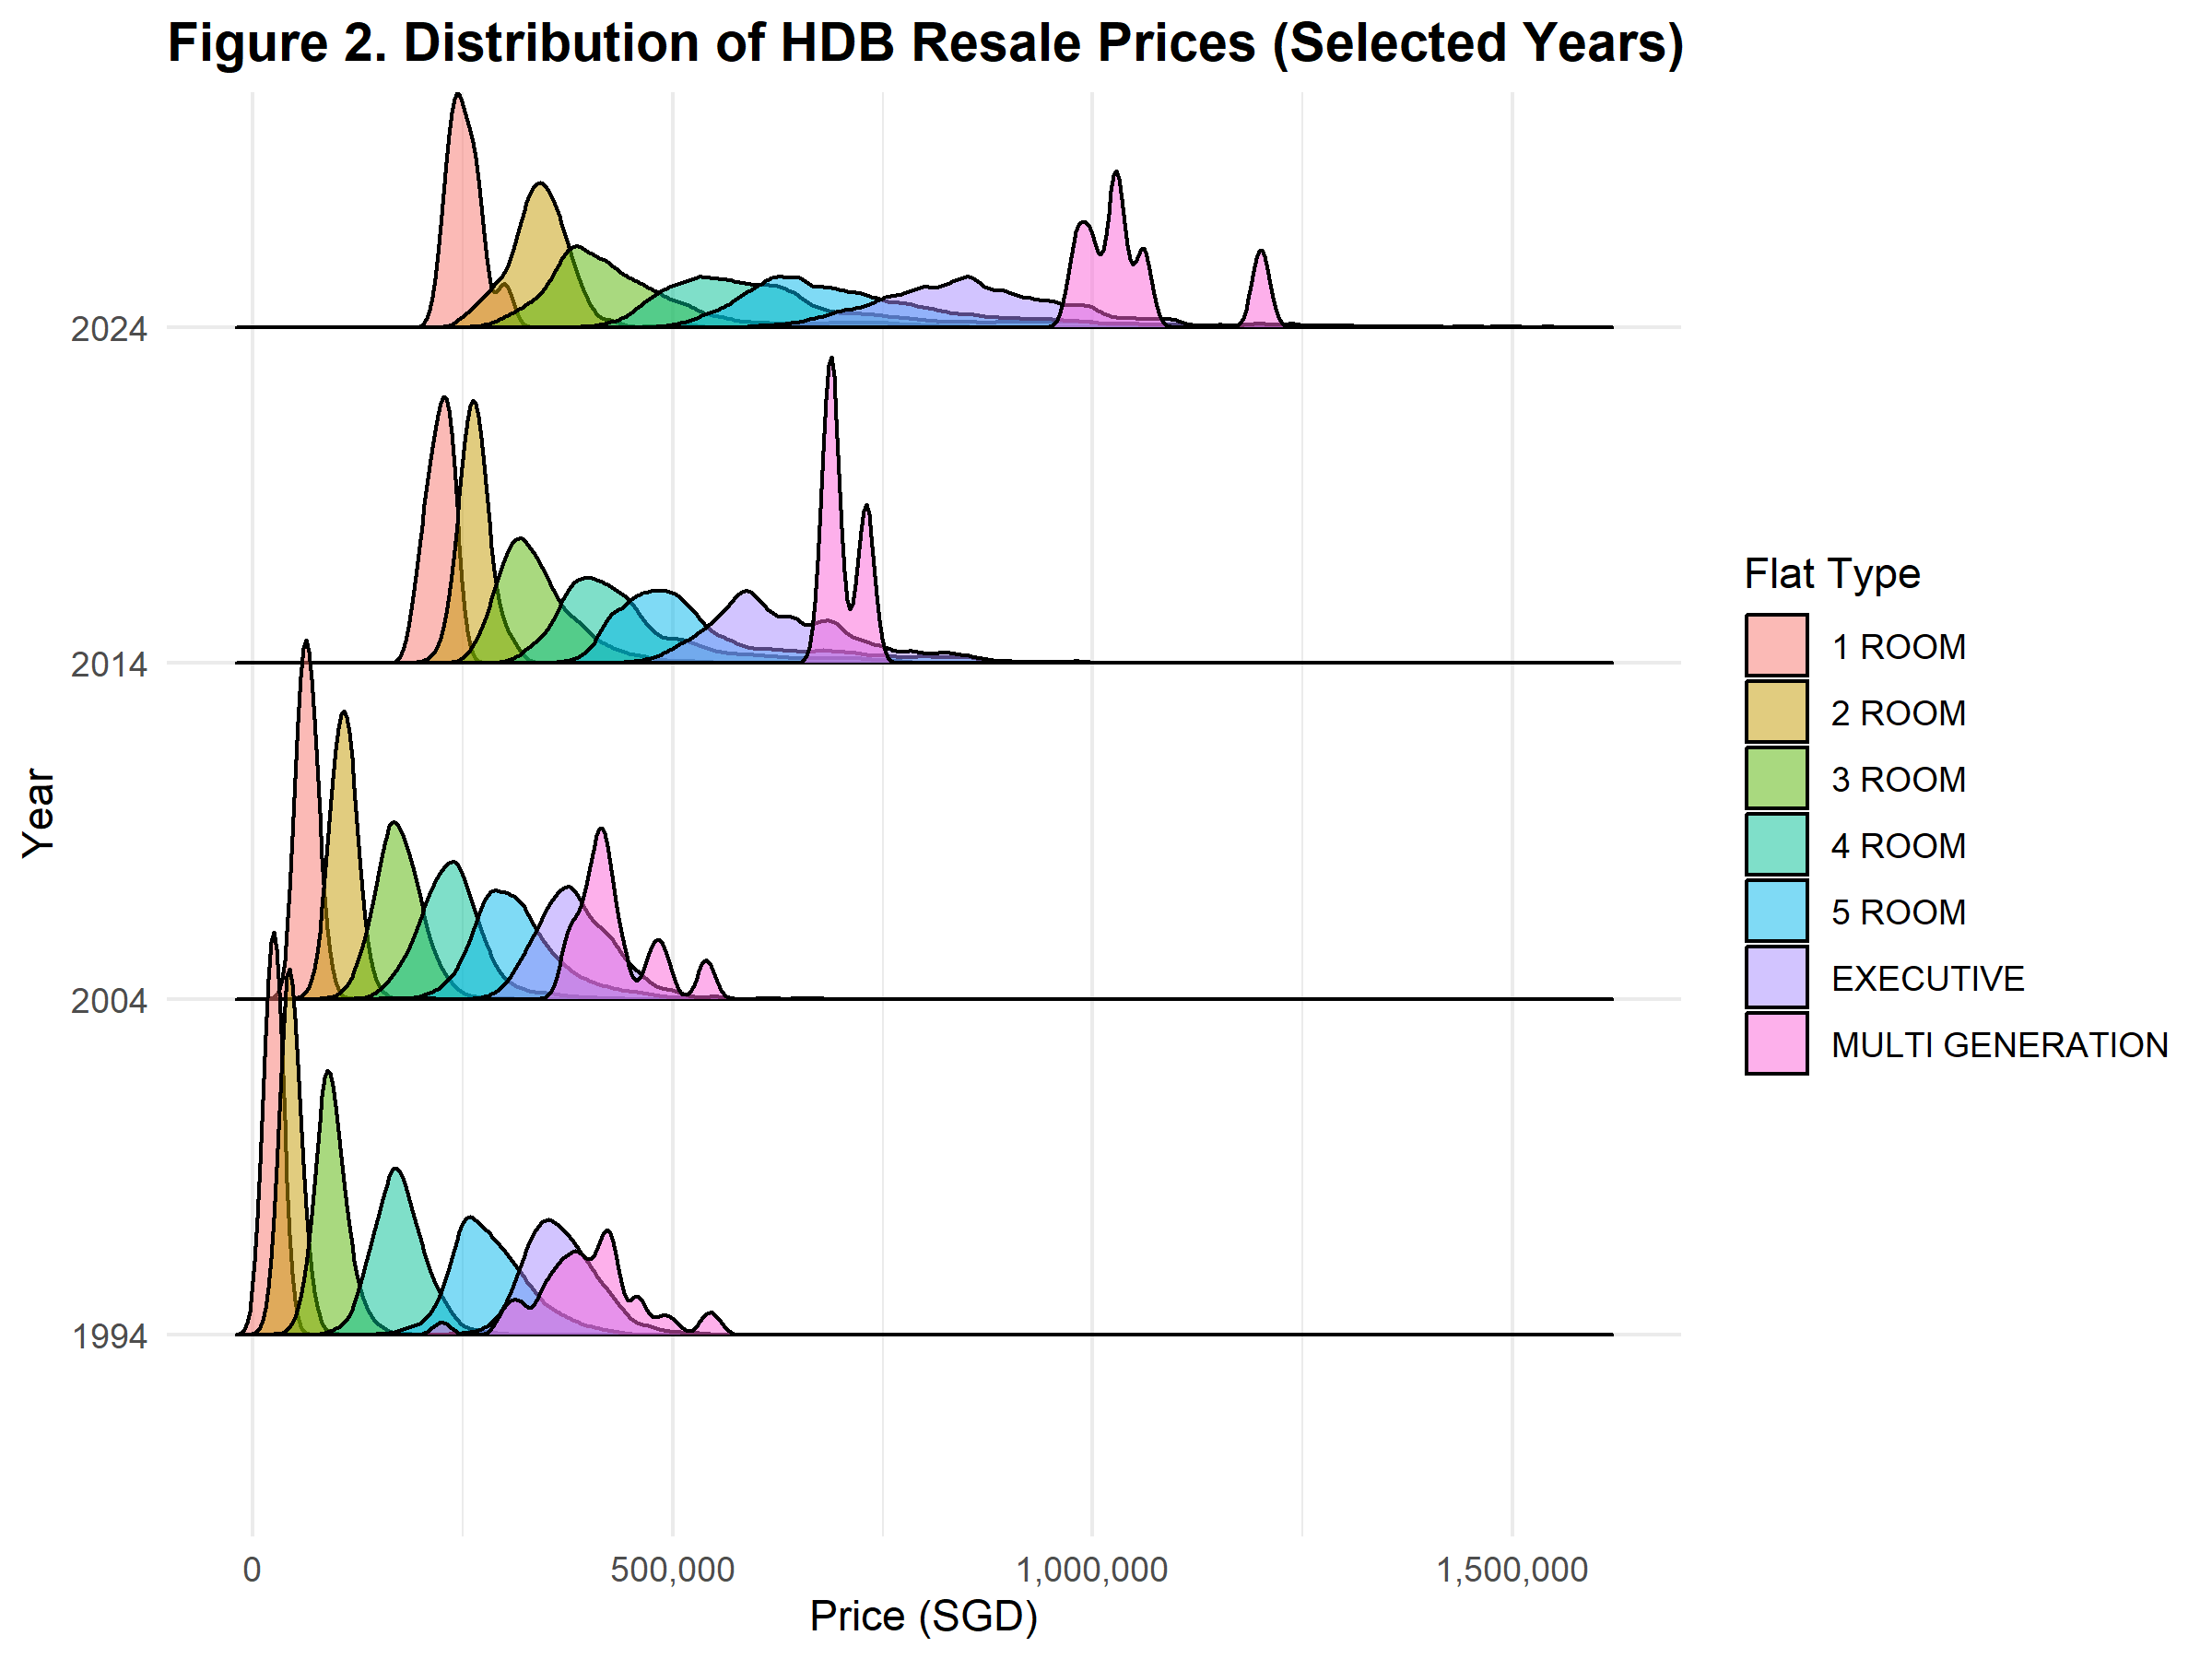 Figure 2. Distribution of HDB Resale Prices (Selected Years)
2024
2014
2004
1994
Year
0
500,000
1,000,000
1,500,000
Price (SGD)
Flat Type
1 ROOM
2 ROOM
3 ROOM
4 ROOM
5 ROOM
EXECUTIVE
MULTI GENERATION